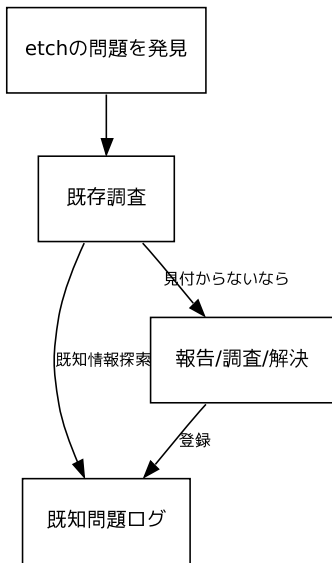 etchの問題を発見
既存調査
見付からないなら
既知情報探索
報告/調査/解決
登録
既知問題ログ